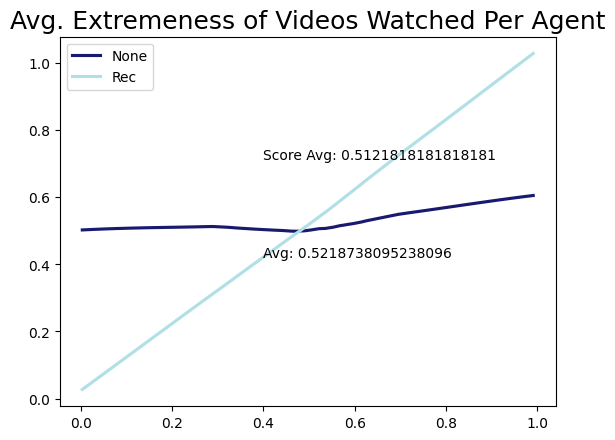 Avg. Extremeness of Videos Watched Per Agent
None
Rec
1.0
0.8
0.6
0.4
0.2
0.0
Score Avg: 0.5121818181818181
Avg: 0.5218738095238096
0.0 0.2 0.4 0.6 0.8 1.0